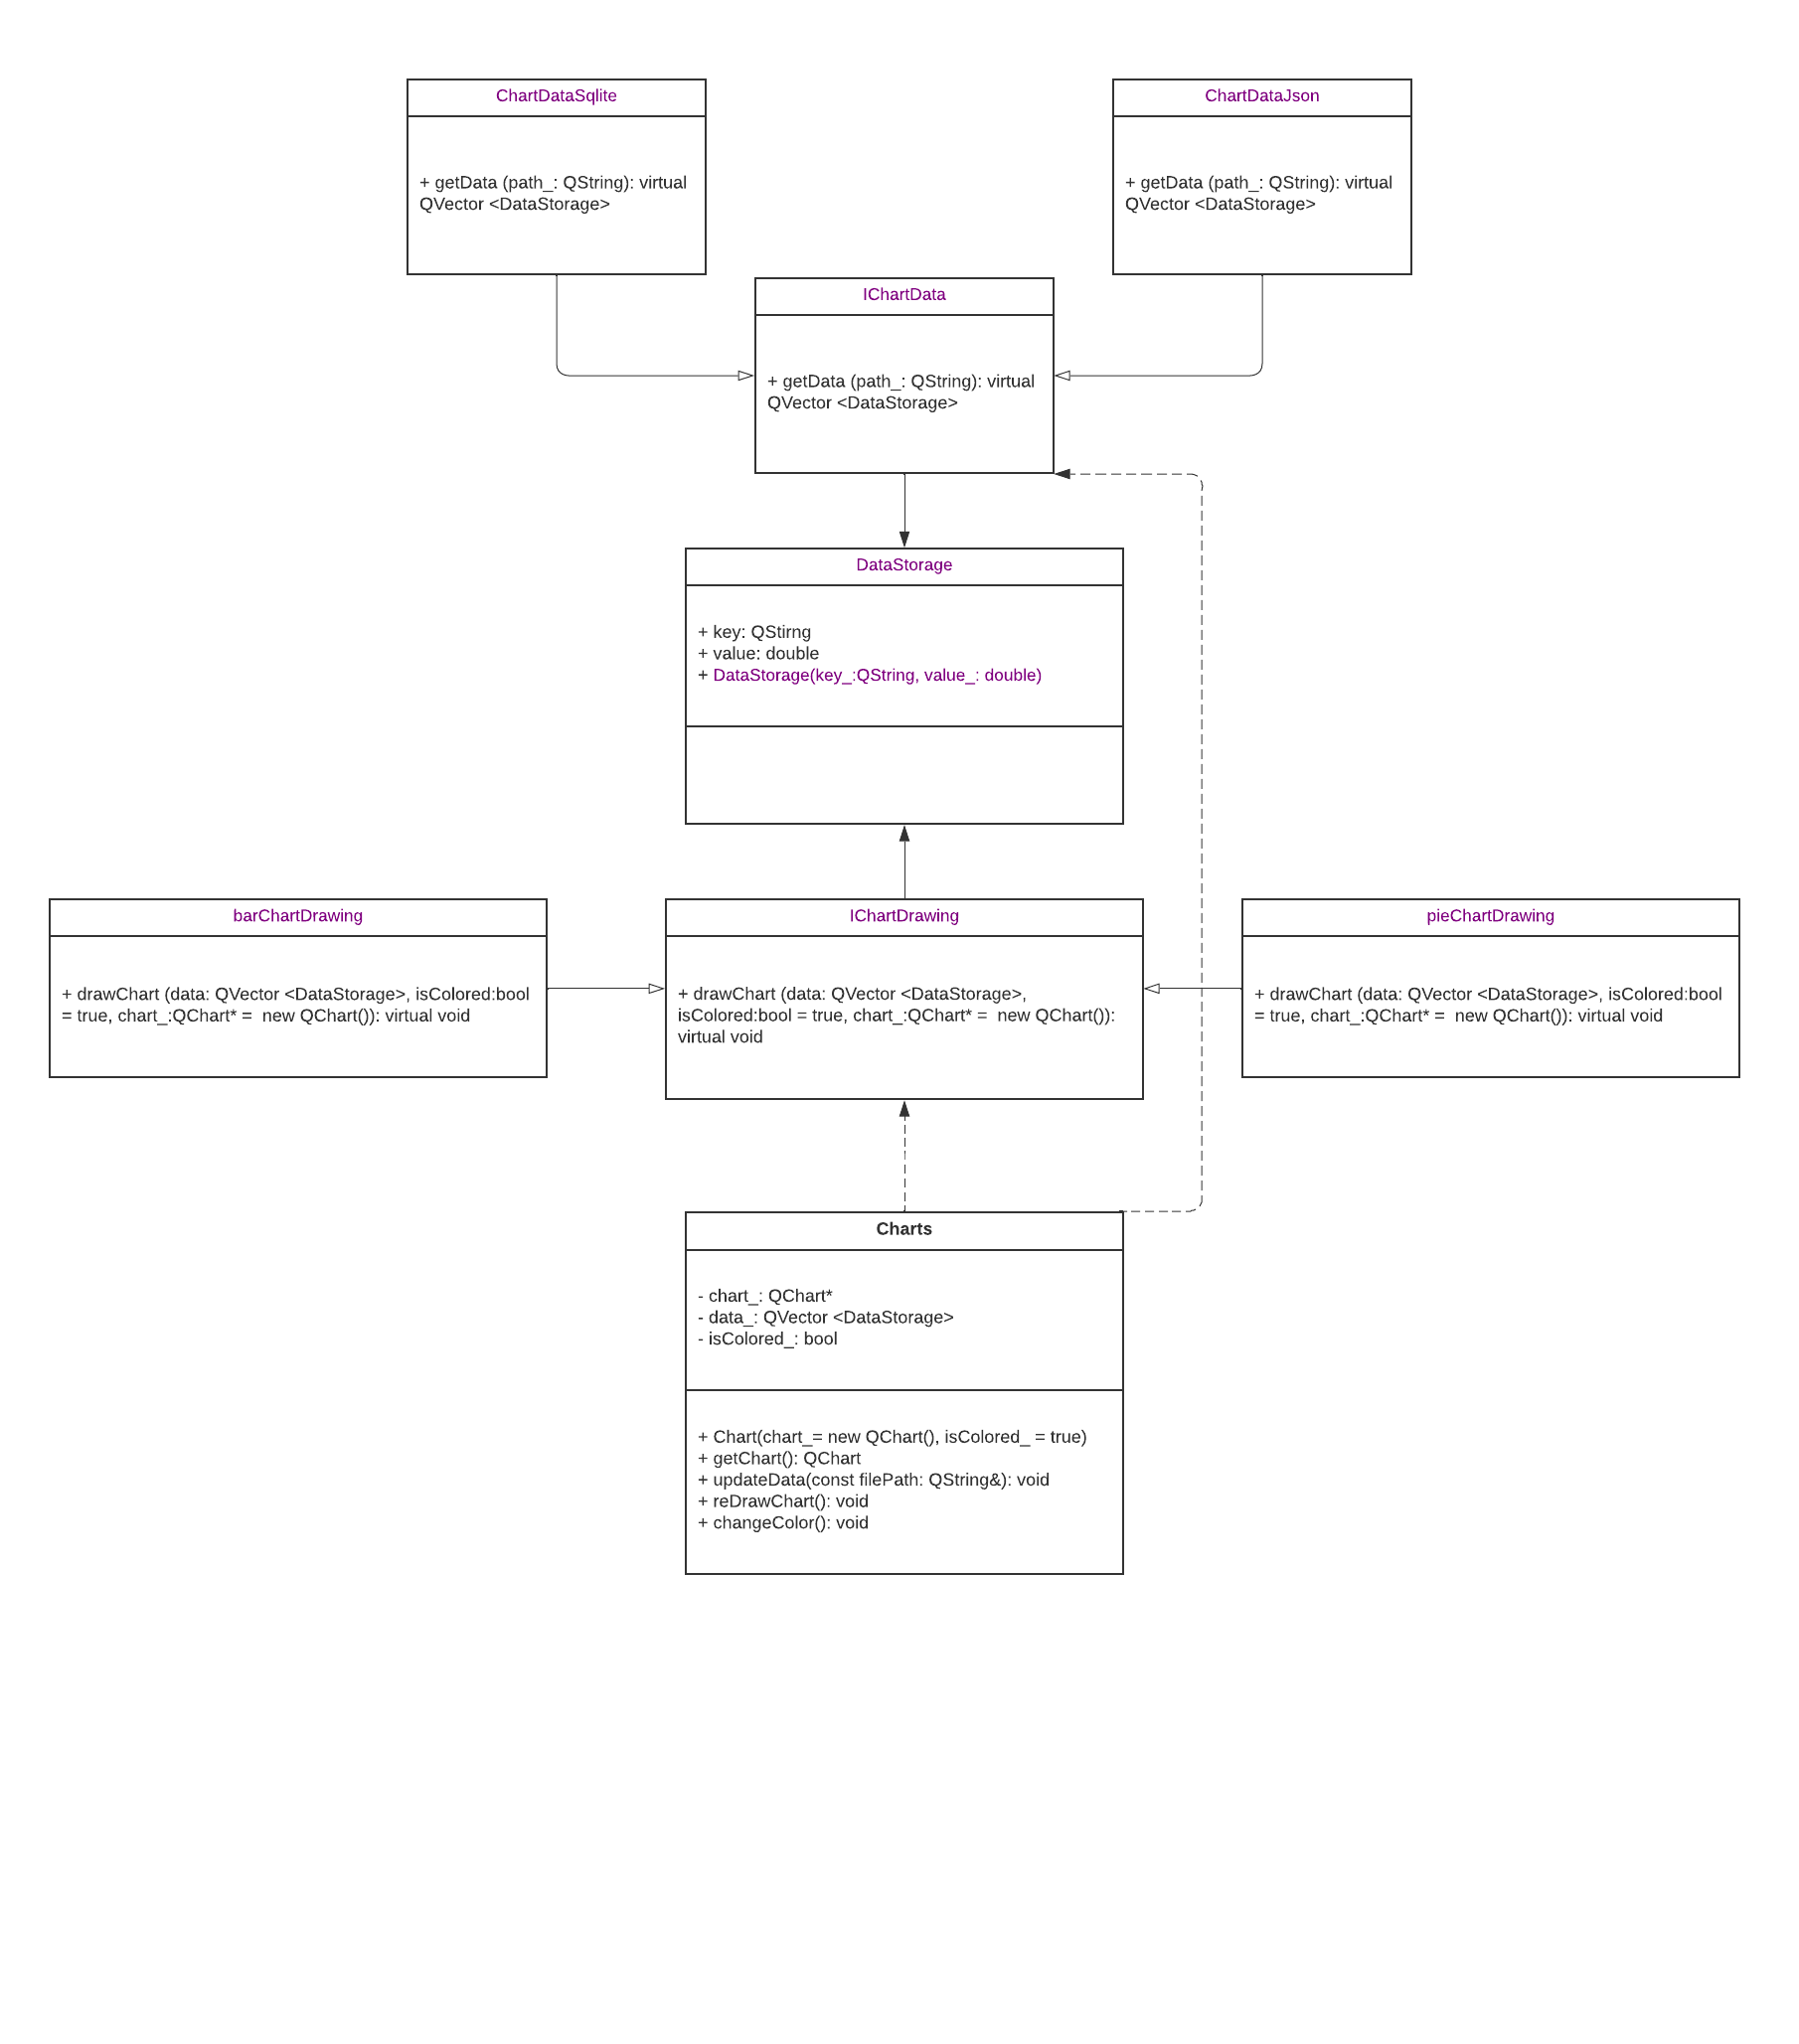 ChartDataSqlite
+ getData (path_: QString): virtual
QVector <DataStorage>
ChartDataJson
+ getData (path_: QString): virtual
QVector <DataStorage>
IChartData
+ getData (path_: QString): virtual
QVector <DataStorage>
DataStorage
+ key: QStirng
+ value: double
+ DataStorage(key_:QString, value_: double)
barChartDrawing
+ drawChart (data: QVector <DataStorage>, isColored:bool
= true, chart_:QChart* =  new QChart()): virtual void
IChartDrawing
+ drawChart (data: QVector <DataStorage>,
isColored:bool = true, chart_:QChart* =  new QChart()):
virtual void
pieChartDrawing
+ drawChart (data: QVector <DataStorage>, isColored:bool
= true, chart_:QChart* =  new QChart()): virtual void
Charts
- chart_: QChart*
- data_: QVector <DataStorage>
- isColored_: bool
+ Chart(chart_= new QChart(), isColored_ = true)
+ getChart(): QChart
+ updateData(const filePath: QString&): void
+ reDrawChart(): void
+ changeColor(): void